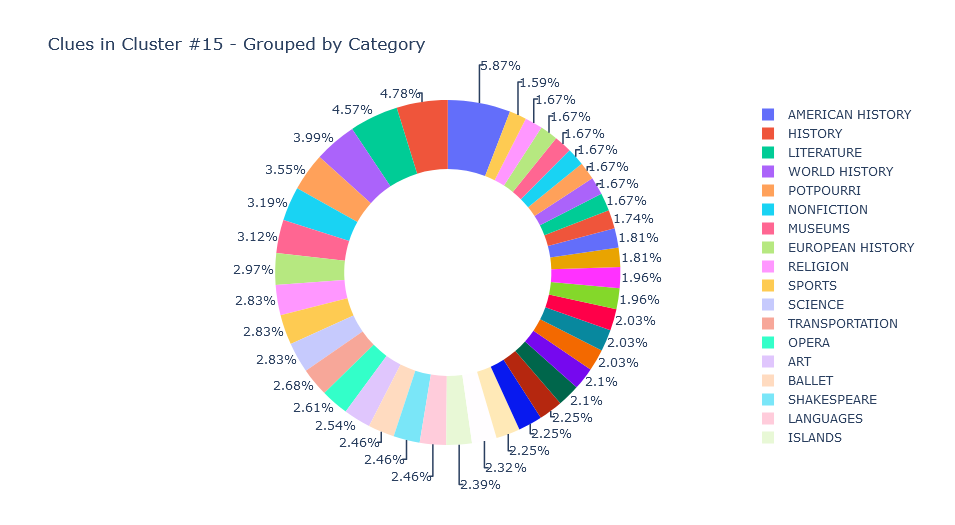 Clues in Cluster #15 - Grouped by Category
5.87%
1.59%
1.67%
1.67%
1.67%
1.67%
1.67%
1.67%
1.67%
1.74%
1.81%
1.81%
1.96%
1.96%
2.03%
2.03%
2.03%
2.1%
2.1%
2.25%
2.25%
2.25%
2.32%
2.39%
2.46%
2.46%
2.46%
2.54%
2.61%
2.68%
2.83%
2.83%
2.83%
2.97%
3.12%
3.19%
3.55%
3.99%
4.57%
4.78%
AMERICAN HISTORY
HISTORY
LITERATURE
WORLD HISTORY
POTPOURRI
NONFICTION
MUSEUMS
EUROPEAN HISTORY
RELIGION
SPORTS
SCIENCE
TRANSPORTATION
OPERA
ART
BALLET
SHAKESPEARE
LANGUAGES
ISLANDS